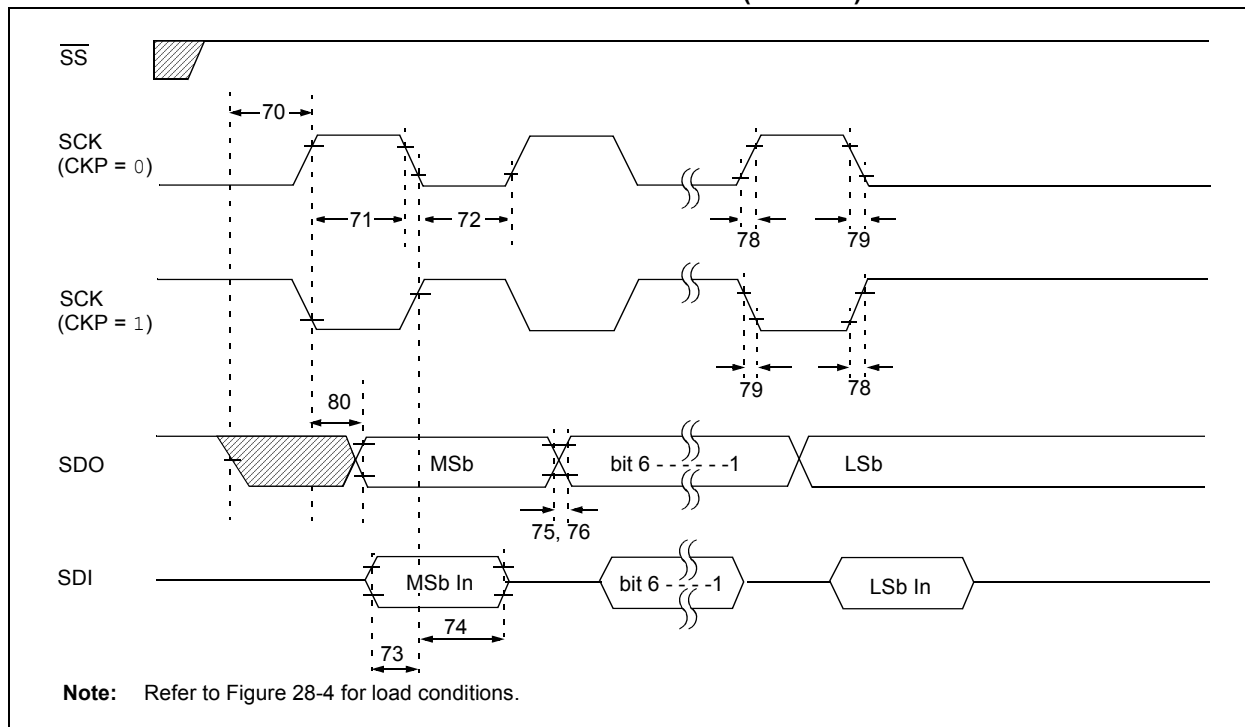 SS
70
SCK
(CKP = 0)
71
72
78
79
SCK
(CKP = 1)
79
78
80
SDO
MSb
bit 6 - - - - - -1
LSb
75, 76
SDI
MSb In
bit 6 - - - -1
LSb In
74
73
Note: Refer to Figure 28-4 for load conditions.